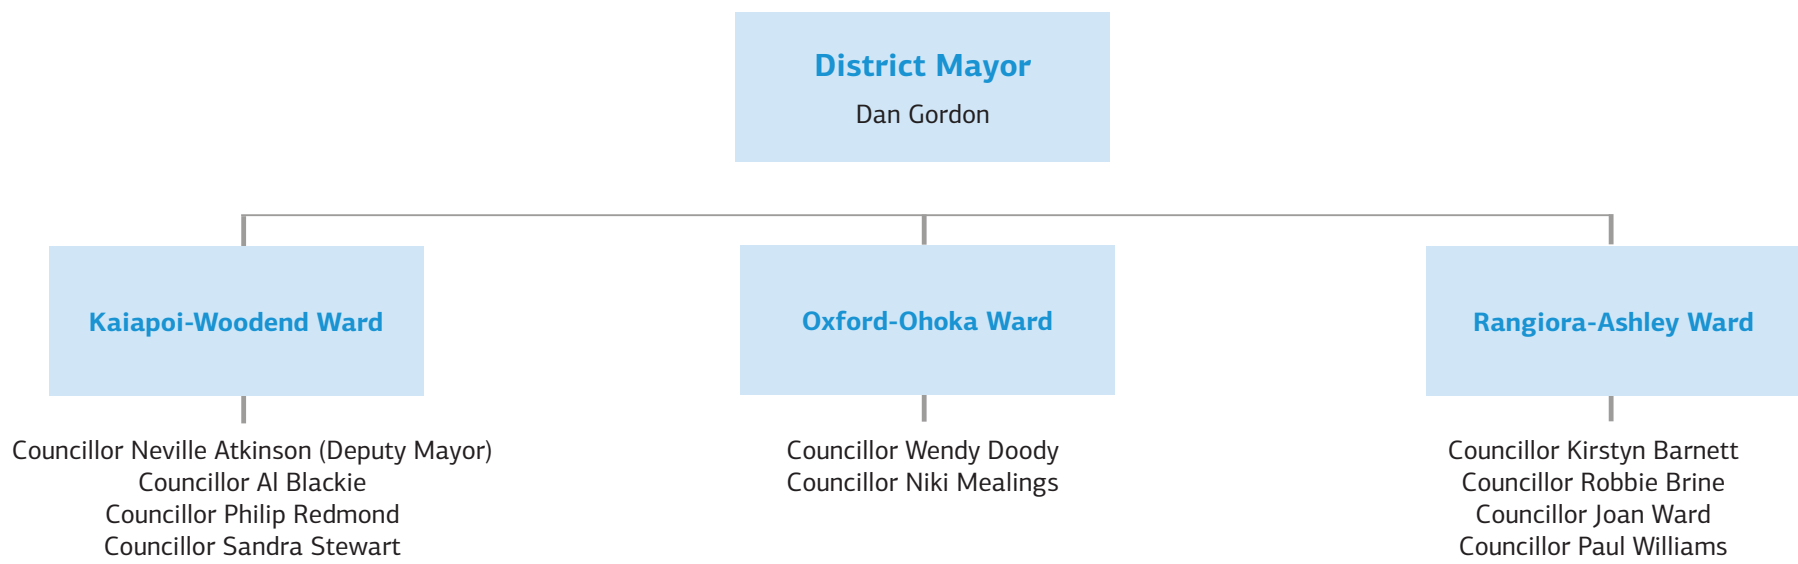 District Mayor
Dan Gordon
Kaiapoi-Woodend Ward
Councillor Neville Atkinson (Deputy Mayor)
Councillor Al Blackie
Councillor Philip Redmond
Councillor Sandra Stewart
Oxford-Ohoka Ward
Councillor Wendy Doody
Councillor Niki Mealings
Rangiora-Ashley Ward
Councillor Kirstyn Barnett
Councillor Robbie Brine
Councillor Joan Ward
Councillor Paul Williams